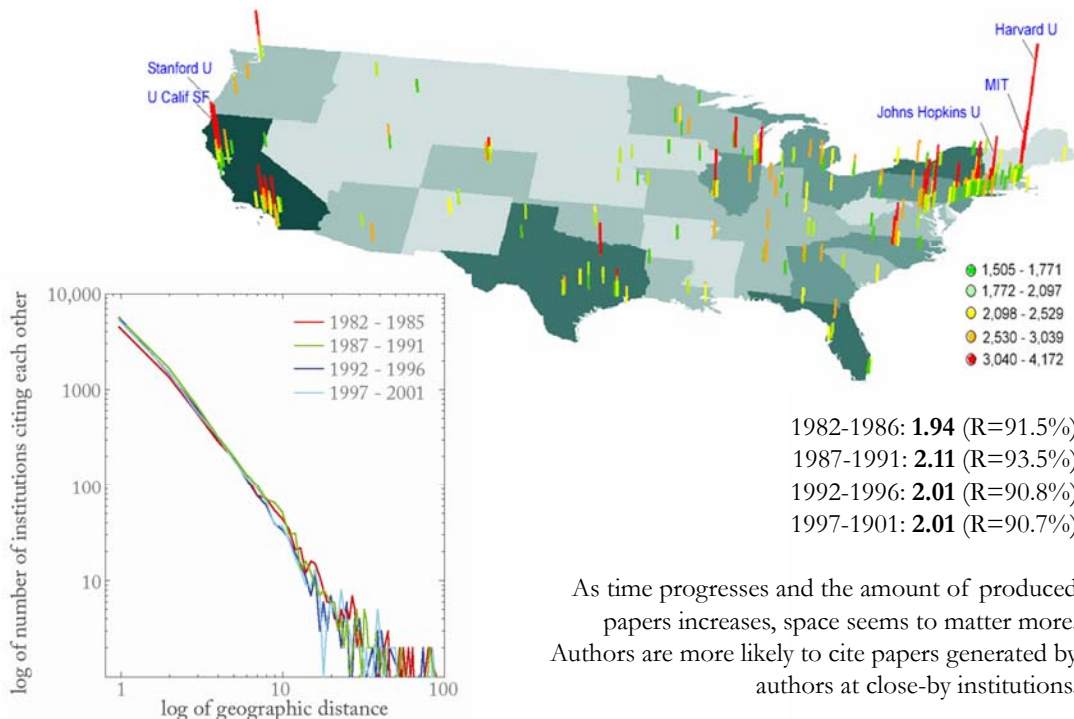 Harvard U
Stanford U
MIT
U Calif SF
Johns Hopkins U
1,505 - 1,771
1,772 - 2,097
2,098 - 2,529
2,530 - 3,039
3,040 - 4,172
log of number of institutions citing each other
10,000
1000
100
10
1982 - 1985
1987 - 1991
1992 - 1996
1997 - 2001
1
10
100
log of geographic distance
1982-1986: 1.94 (R=91.5%)
1987-1991: 2.11 (R=93.5%)
1992-1996: 2.01 (R=90.8%)
1997-1901: 2.01 (R=90.7%)
As time progresses and the amount of produced
papers increases, space seems to matter more.
Authors are more likely to cite papers generated by
authors at close-by institutions.